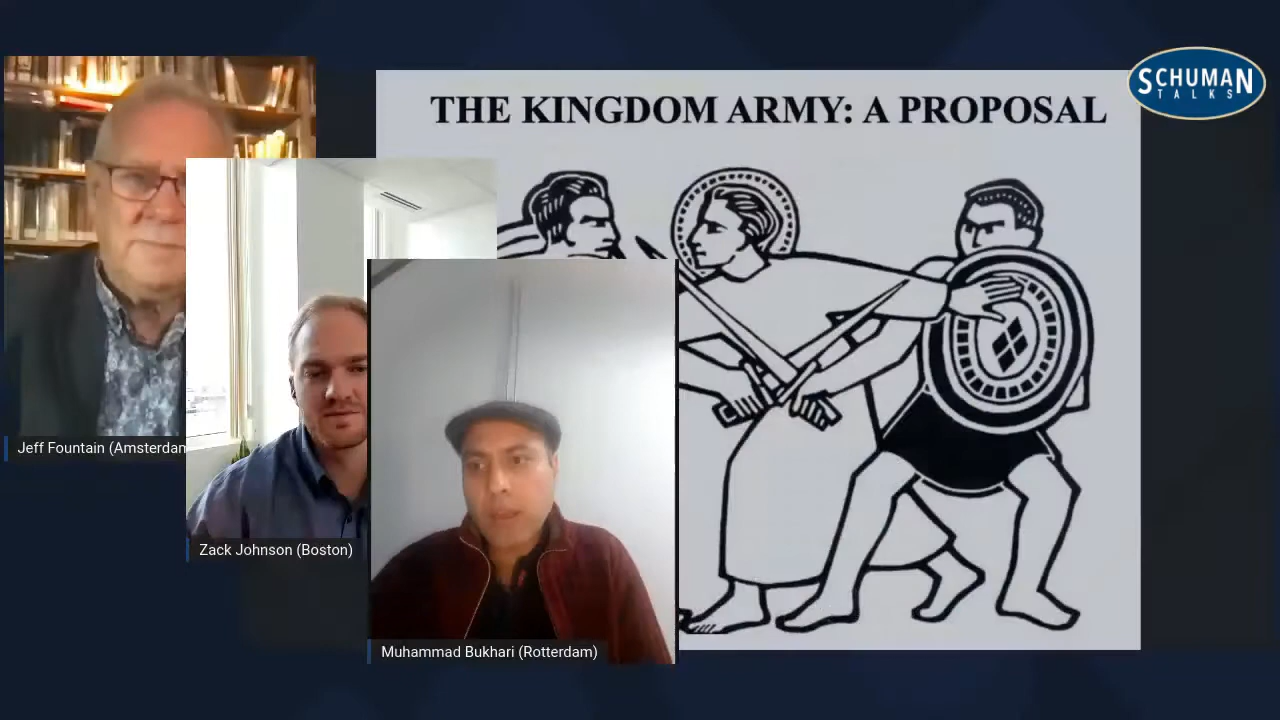 THE KINGDOM ARMY: A PROPOSAL
SCHUMAN
TALKS
Jeff Fountain (Amsterdam
Zack Johnson (Boston)
Muhammad Bukhari (Rotterdam)